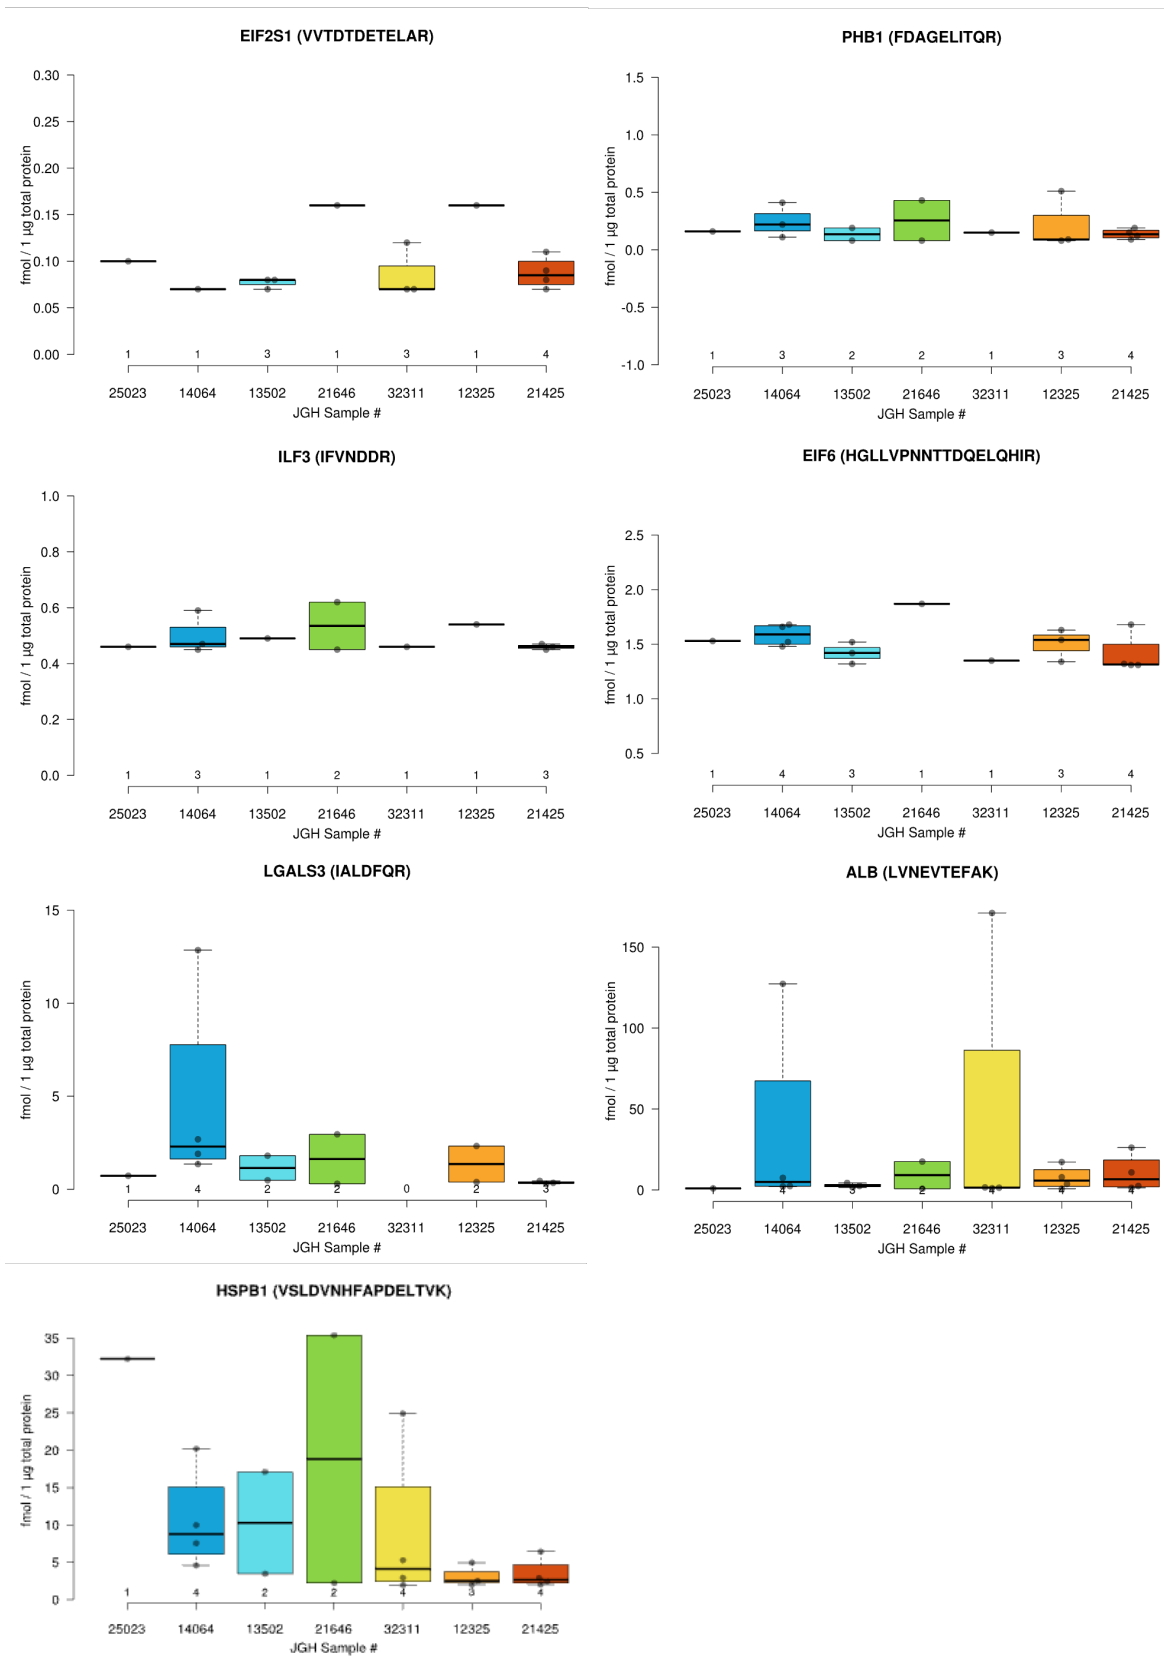 EIF2S1 (VVTDTDETELAR)
fmol / 1 µg total protein
0.30
0.25
0.20
0.15
0.10
0.05
0.00
1 1 3 1 3 1 4
25023 14064 13502 21646 32311 12325 21425
JGH Sample #
PHB1 (FDAGELITQR)
fmol / 1 µg total protein
1.5
1.0
0.5
0.0
-0.5
-1.0
1 3 2 2 1 3 4
25023 14064 13502 21646 32311 12325 21425
JGH Sample #
ILF3 (IFVNDDR)
fmol / 1 µg total protein
1.0
0.8
0.6
0.4
0.2
0.0
1 3 1 2 1 1 3
25023 14064 13502 21646 32311 12325 21425
JGH Sample #
EIF6 (HGLLVPNNTTDQELQHIR)
fmol / 1 µg total protein
2.5
2.0
1.5
1.0
0.5
1 4 3 1 1 3 4
25023 14064 13502 21646 32311 12325 21425
JGH Sample #
LGALS3 (IALDFQR)
fmol / 1 µg total protein
15
10
5
0
1 4 2 2 0 2 3
25023 14064 13502 21646 32311 12325 21425
JGH Sample #
ALB (LVNEVTEFAK)
fmol / 1 µg total protein
150
100
50
0
1 4 3 2 4 4 4
25023 14064 13502 21646 32311 12325 21425
JGH Sample #
HSPB1 (VSLDVNHFAPDELTVK)
fmol / 1 µg total protein
35
30
25
20
15
10
5
0
1 4 2 2 4 3 4
25023 14064 13502 21646 32311 12325 21425
JGH Sample #